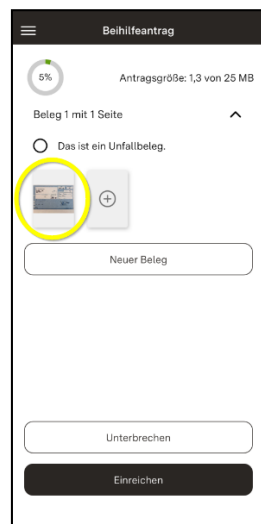 Beihilfeantrag
5%
Antragsgröße: 1,3 von 25 MB
Beleg 1 mit 1 Seite
Das ist ein Unfallbeleg.
Neuer Beleg
Unterbrechen
Einreichen